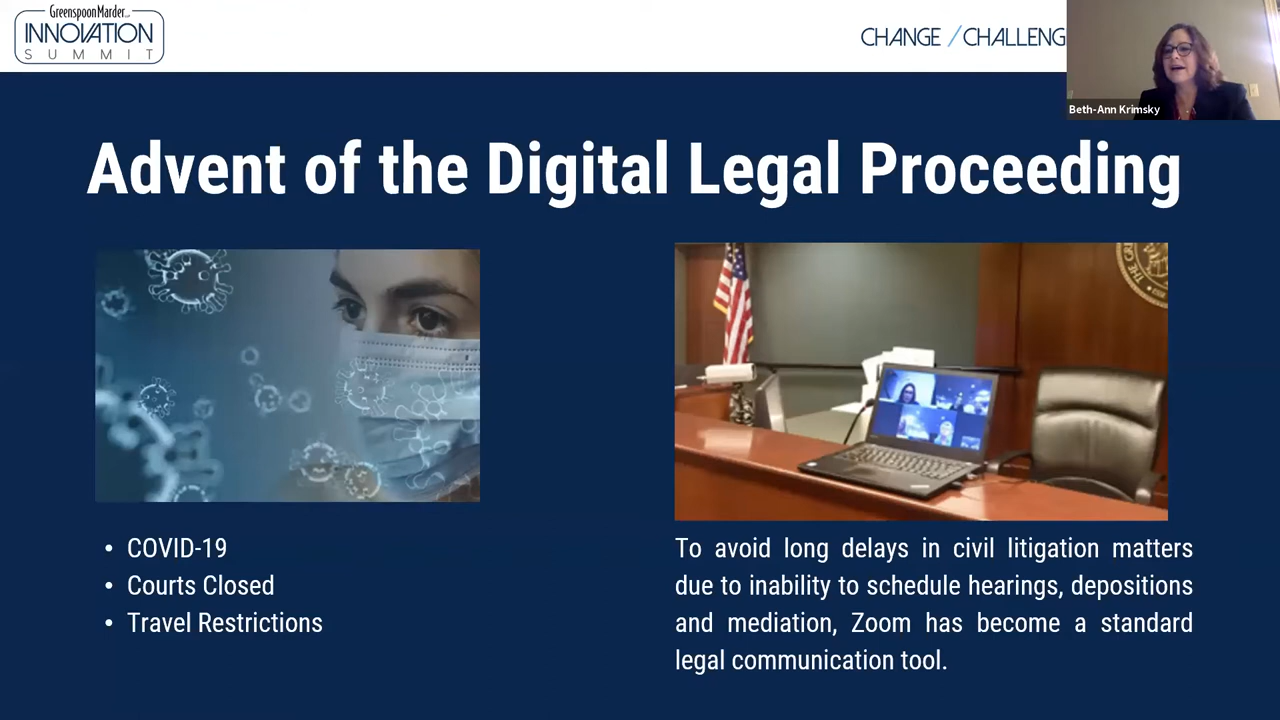 GreenspoonMarder LLP
INNOVATION
SUMMIT
CHANGE / CHALLENG
Beth-Ann Krimsky
Advent of the Digital Legal Proceeding
• COVID-19
• Courts Closed
• Travel Restrictions
To avoid long delays in civil litigation matters
due to inability to schedule hearings, depositions
and mediation, Zoom has become a standard
legal communication tool.